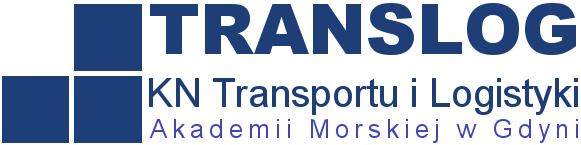 TRANSLOG
KN Transportu i Logistyki
Akademii Morskiej w Gdyni